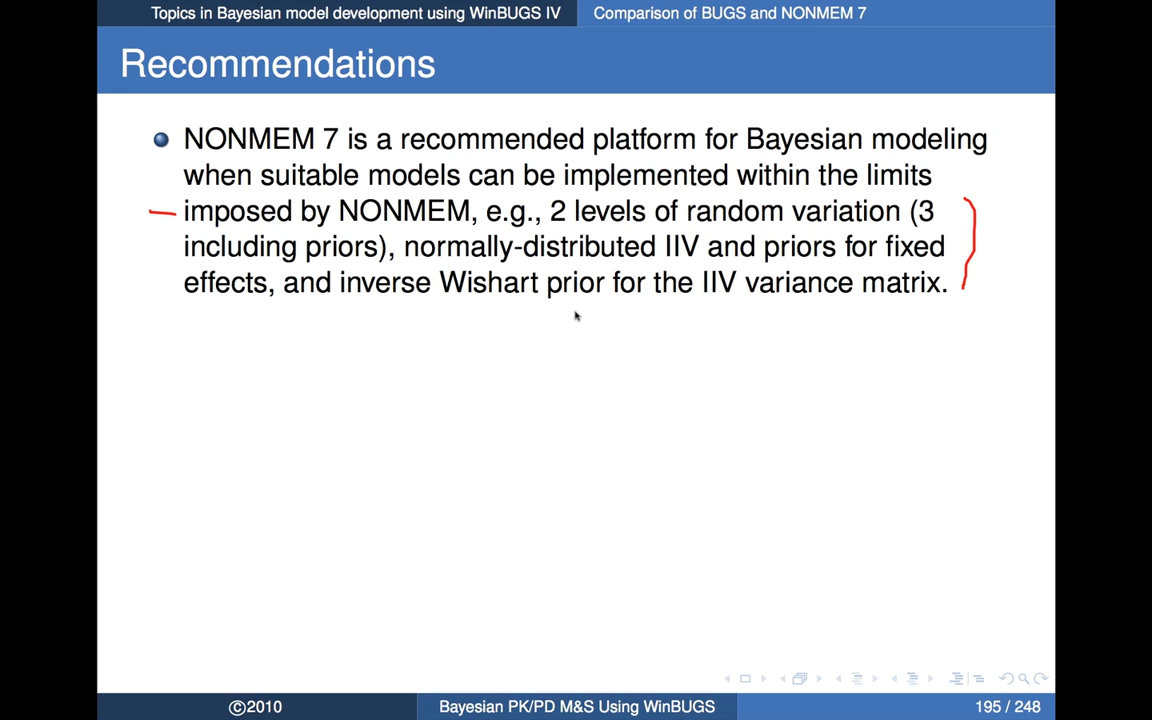 Topics in Bayesian model development using WinBUGS IV
Comparison of BUGS and NONMEM 7
Recommendations
NONMEM 7 is a recommended platform for Bayesian modeling
when suitable models can be implemented within the limits
imposed by NONMEM, e.g., 2 levels of random variation (3
including priors), normally-distributed IIV and priors for fixed
effects, and inverse Wishart prior for the IIV variance matrix.
©2010
Bayesian PK/PD M&S Using WinBUGS
195 / 248